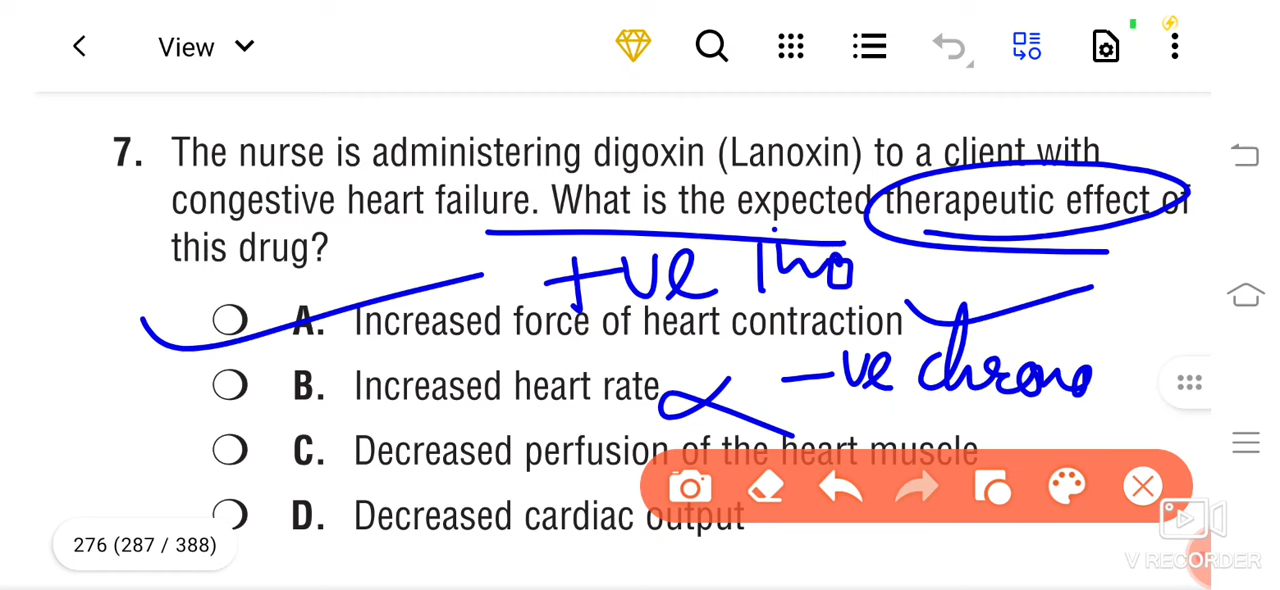 View
7. The nurse is administering digoxin (Lanoxin) to a client with
congestive heart failure. What is the expected therapeutic effect of
this drug?
+ve Ino
A. Increased force of heart contraction
-ve chrono
B. Increased heart rate
C. Decreased perfusion of the heart muscle
D. Decreased cardiac output
276 (287 / 388)
V RECORDER